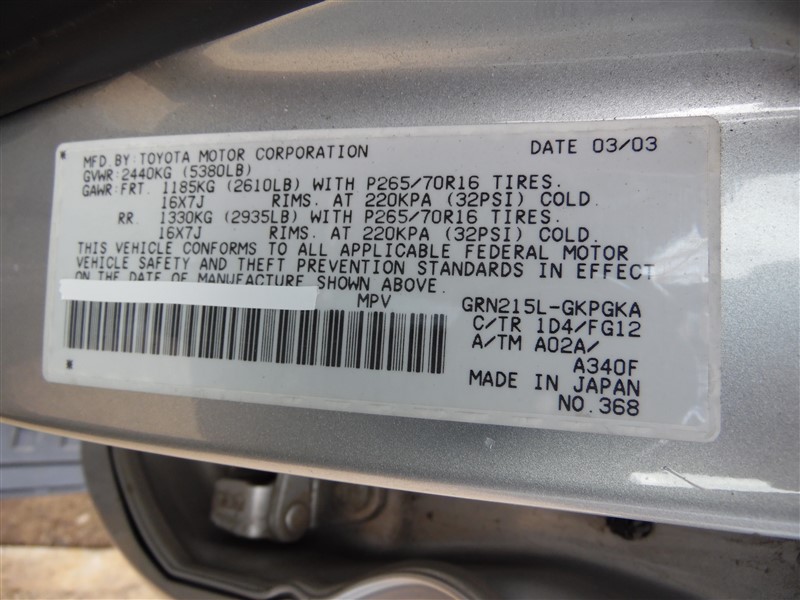 MFD.BY:TOYOTA MOTOR CORPORATION DATE 03/03
GVWR:2440KG (5380LB)
GAWR:FRT. 1185KG (2610LB) WITH P265/70R16 TIRES.
16X7J RIMS. AT 220KPA (32PSI) COLD.
RR. 1330KG (2935LB) WITH P265/70R16 TIRES.
16X7J RIMS. AT 220KPA (32PSI) COLD.
THIS VEHICLE CONFORMS TO ALL APPLICABLE FEDERAL MOTOR
VEHICLE SAFETY AND THEFT PREVENTION STANDARDS IN EFFECT
ON THE DATE OF MANUFACTURE SHOWN ABOVE.
MPV GRN215L-GKPGKA
C/TR 1D4/FG12
A/TM A02A/
A340F
MADE IN JAPAN
NO.368